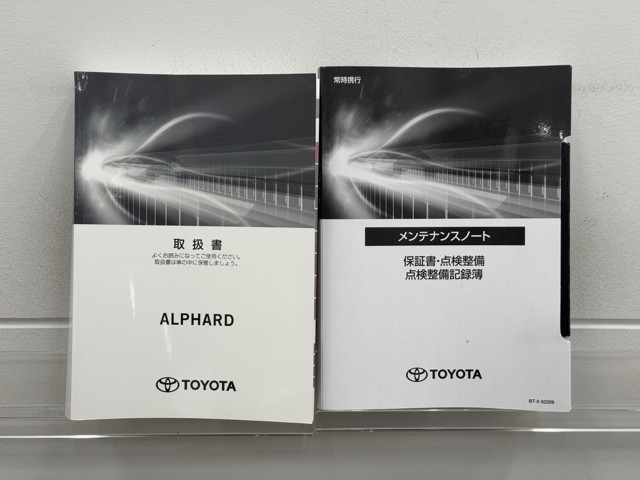 取扱書
よくお読みになってご使用ください。
取扱書は車の中に保管しましょう。
ALPHARD
TOYOTA
常時携行
メンテナンスノート
保証書・点検整備
点検整備記録簿
TOYOTA
BT-6 62209